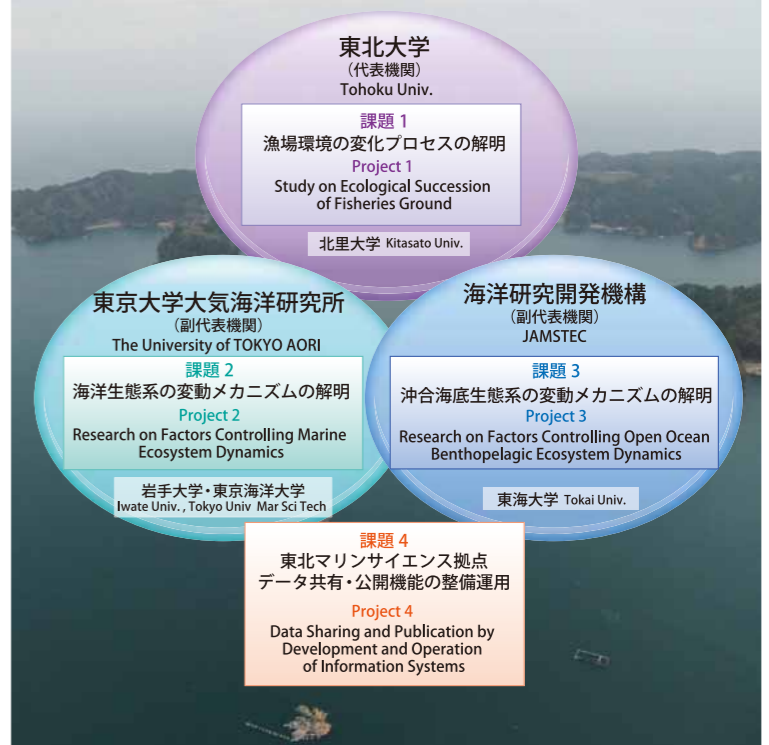 東北大学
（代表機関）
Tohoku Univ.
課題 1
漁場環境の変化プロセスの解明
Project 1
Study on Ecological Succession
of Fisheries Ground
北里大学 Kitasato Univ.
東京大学大気海洋研究所
（副代表機関）
The University of TOKYO AORI
課題 2
海洋生態系の変動メカニズムの解明
Project 2
Research on Factors Controlling Marine
Ecosystem Dynamics
岩手大学・東京海洋大学
Iwate Univ. , Tokyo Univ Mar Sci Tech
海洋研究開発機構
（副代表機関）
JAMSTEC
課題 3
沖合海底生態系の変動メカニズムの解明
Project 3
Research on Factors Controlling Open Ocean
Benthopelagic Ecosystem Dynamics
東海大学 Tokai Univ.
課題 4
東北マリンサイエンス拠点
データ共有・公開機能の整備運用
Project 4
Data Sharing and Publication by
Development and Operation
of Information Systems